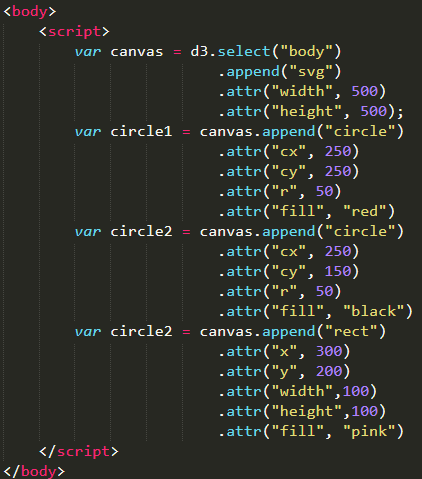 <body>
<script>
var canvas = d3.select("body")
.append("svg")
.attr("width", 500)
.attr("height", 500);
var circle1 = canvas.append("circle")
.attr("cx", 250)
.attr("cy", 250)
.attr("r", 50)
.attr("fill", "red")
var circle2 = canvas.append("circle")
.attr("cx", 250)
.attr("cy", 150)
.attr("r", 50)
.attr("fill", "black")
var circle2 = canvas.append("rect")
.attr("x", 300)
.attr("y", 200)
.attr("width",100)
.attr("height",100)
.attr("fill", "pink")
</script>
</body>